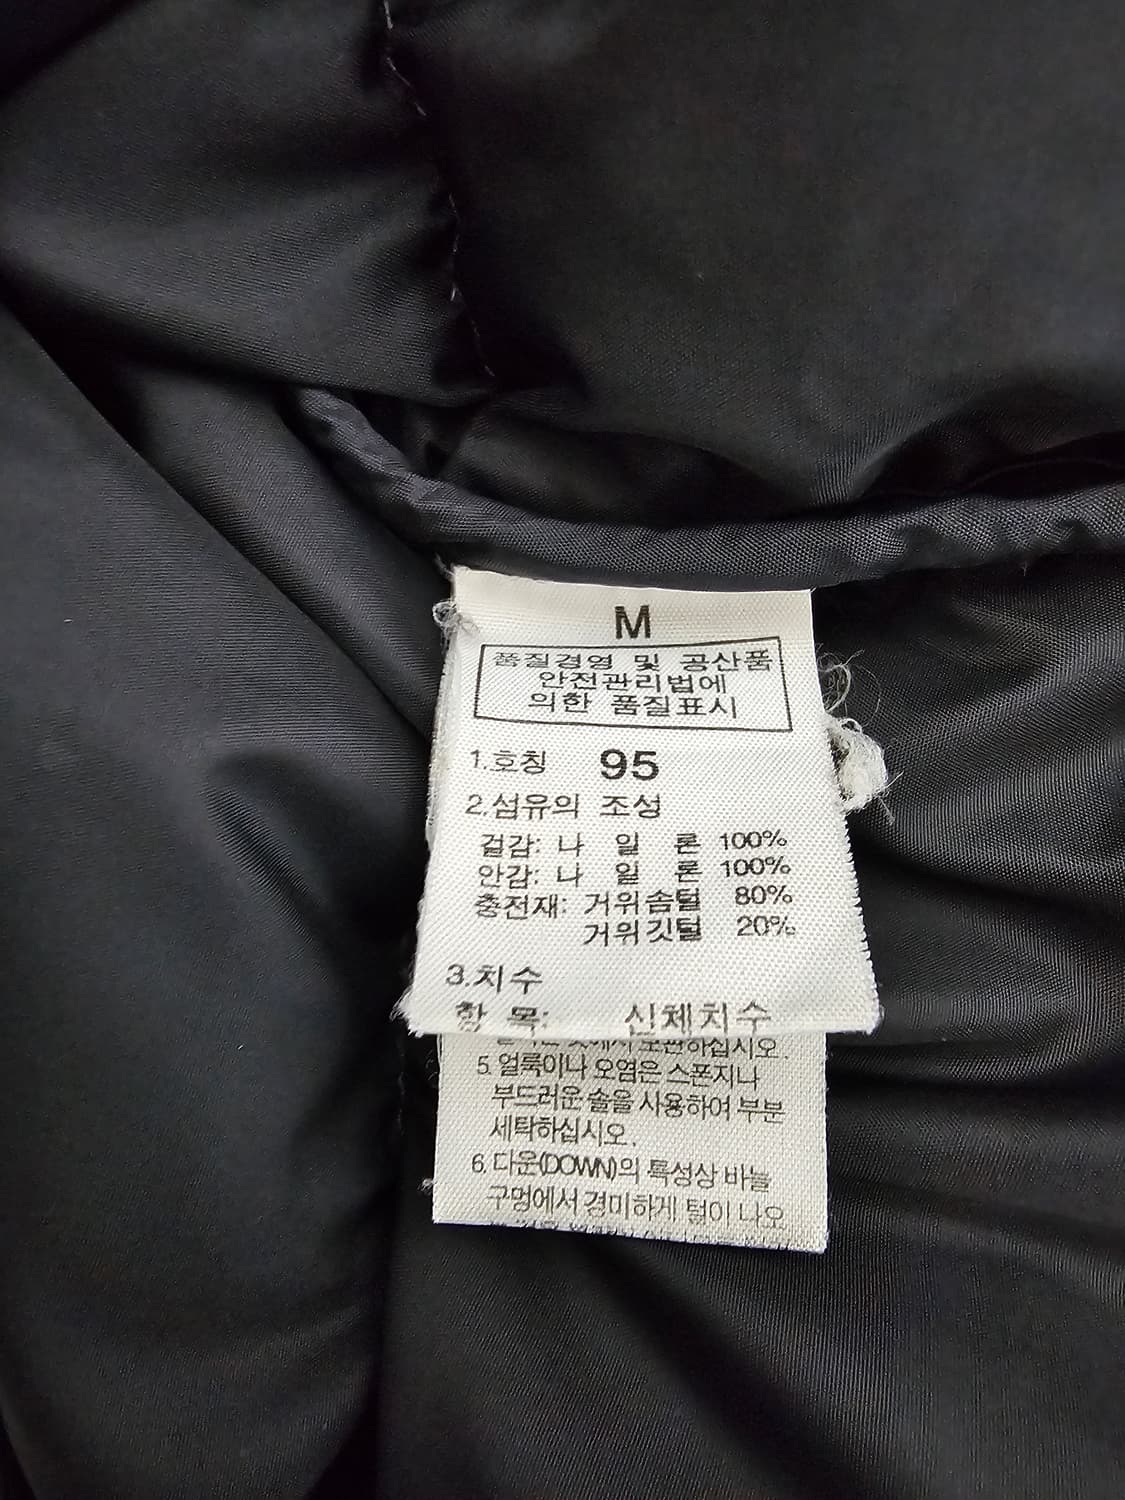 M
품질경영 및 공산품
안전관리법에
의한 품질표시
1.호칭 95
2.섬유의 조성
겉감: 나 일 론 100%
안감: 나 일 론 100%
충전재: 거위솜털 80%
거위깃털 20%
3.치수
항 목: 신체치수
보관하십시오.
5. 얼룩이나 오염은 스폰지나
부드러운 솔을 사용하여 부분
세탁하십시오.
6. 다운(DOWN)의 특성상 바늘
구멍에서 경미하게 털이 나오